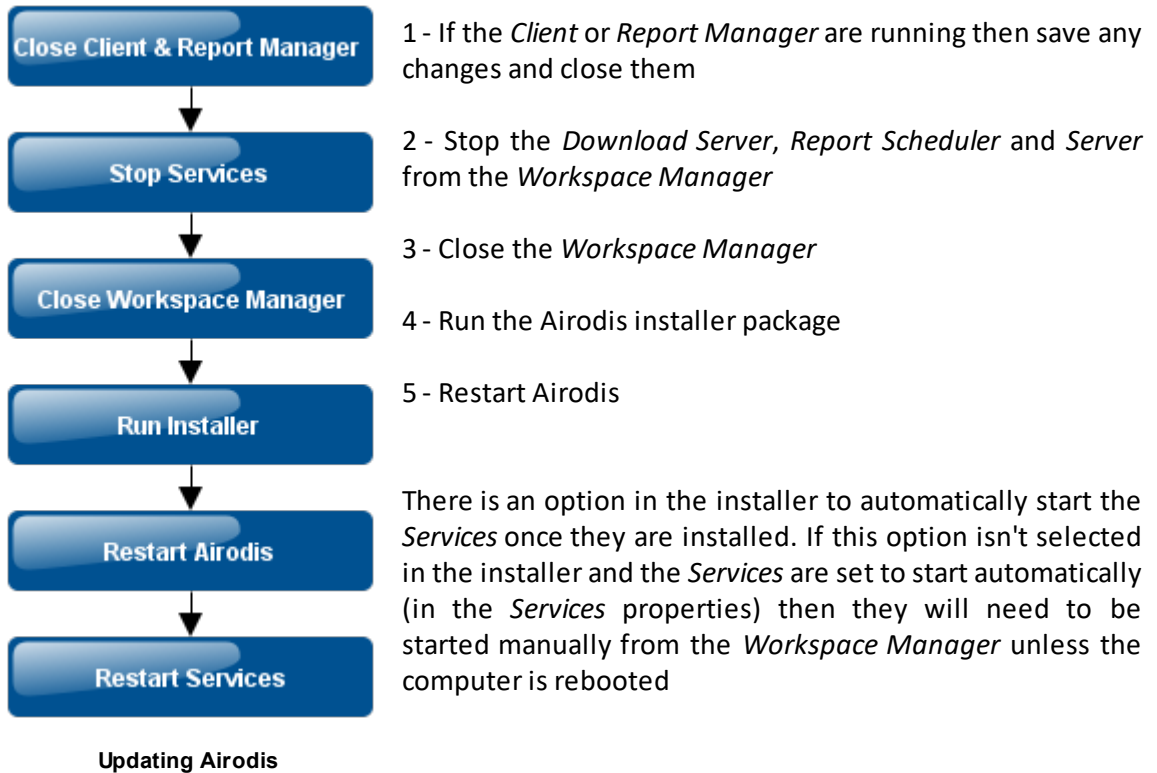 Close Client & Report Manager
Stop Services
Close Workspace Manager
Run Installer
Restart Airodis
Restart Services
Updating Airodis
1 - If the Client or Report Manager are running then save any
changes and close them
2 - Stop the Download Server, Report Scheduler and Server
from the Workspace Manager
3 - Close the Workspace Manager
4 - Run the Airodis installer package
5 - Restart Airodis
There is an option in the installer to automatically start the
Services once they are installed. If this option isn't selected
in the installer and the Services are set to start automatically
(in the Services properties) then they will need to be
started manually from the Workspace Manager unless the
computer is rebooted